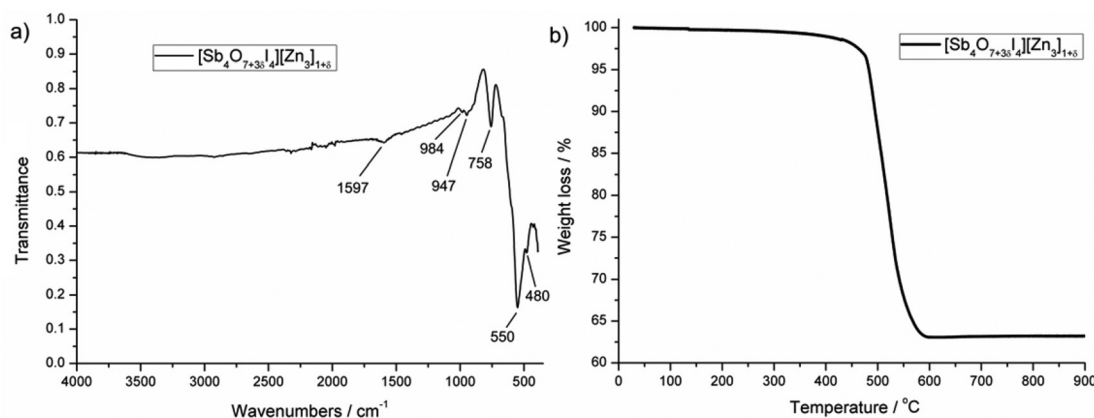 a)
[Sb₄O₇₊₃δI₄][Zn₃]₁₊δ
1.0
0.9
0.8
0.7
0.6
0.5
0.4
0.3
0.2
0.1
0.0
Transmittance
1597
984
947
758
550
480
4000 3500 3000 2500 2000 1500 1000 500
Wavenumbers / cm⁻¹
b)
[Sb₄O₇₊₃δI₄][Zn₃]₁₊δ
100
95
90
85
80
75
70
65
60
Weight loss / %
0 100 200 300 400 500 600 700 800 900
Temperature / °C